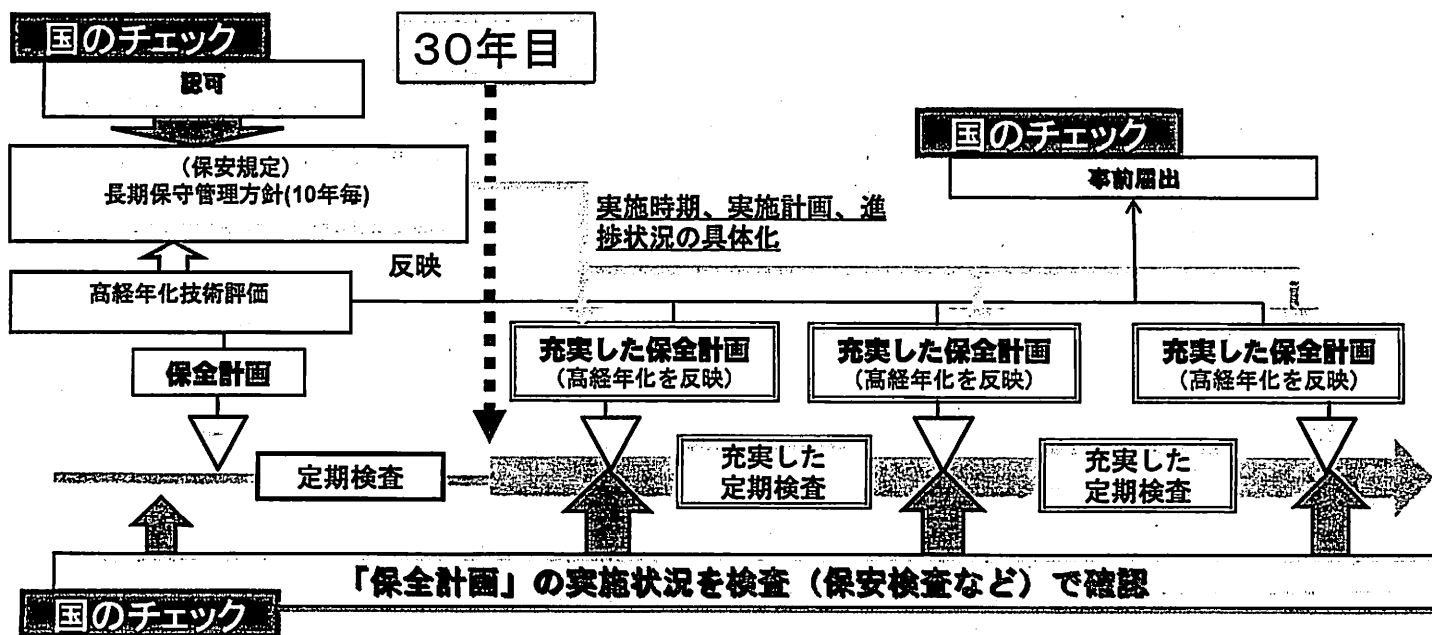 国のチェック
認可
30年目
(保安規定)
長期保守管理方針(10年毎)
国のチェック
事前届出
実施時期、実施計画、進
捗状況の具体化
反映
高経年化技術評価
保全計画
充実した保全計画
(高経年化を反映)
充実した保全計画
(高経年化を反映)
充実した保全計画
(高経年化を反映)
定期検査
充実した
定期検査
充実した
定期検査
「保全計画」の実施状況を検査(保安検査など)で確認
国のチェック